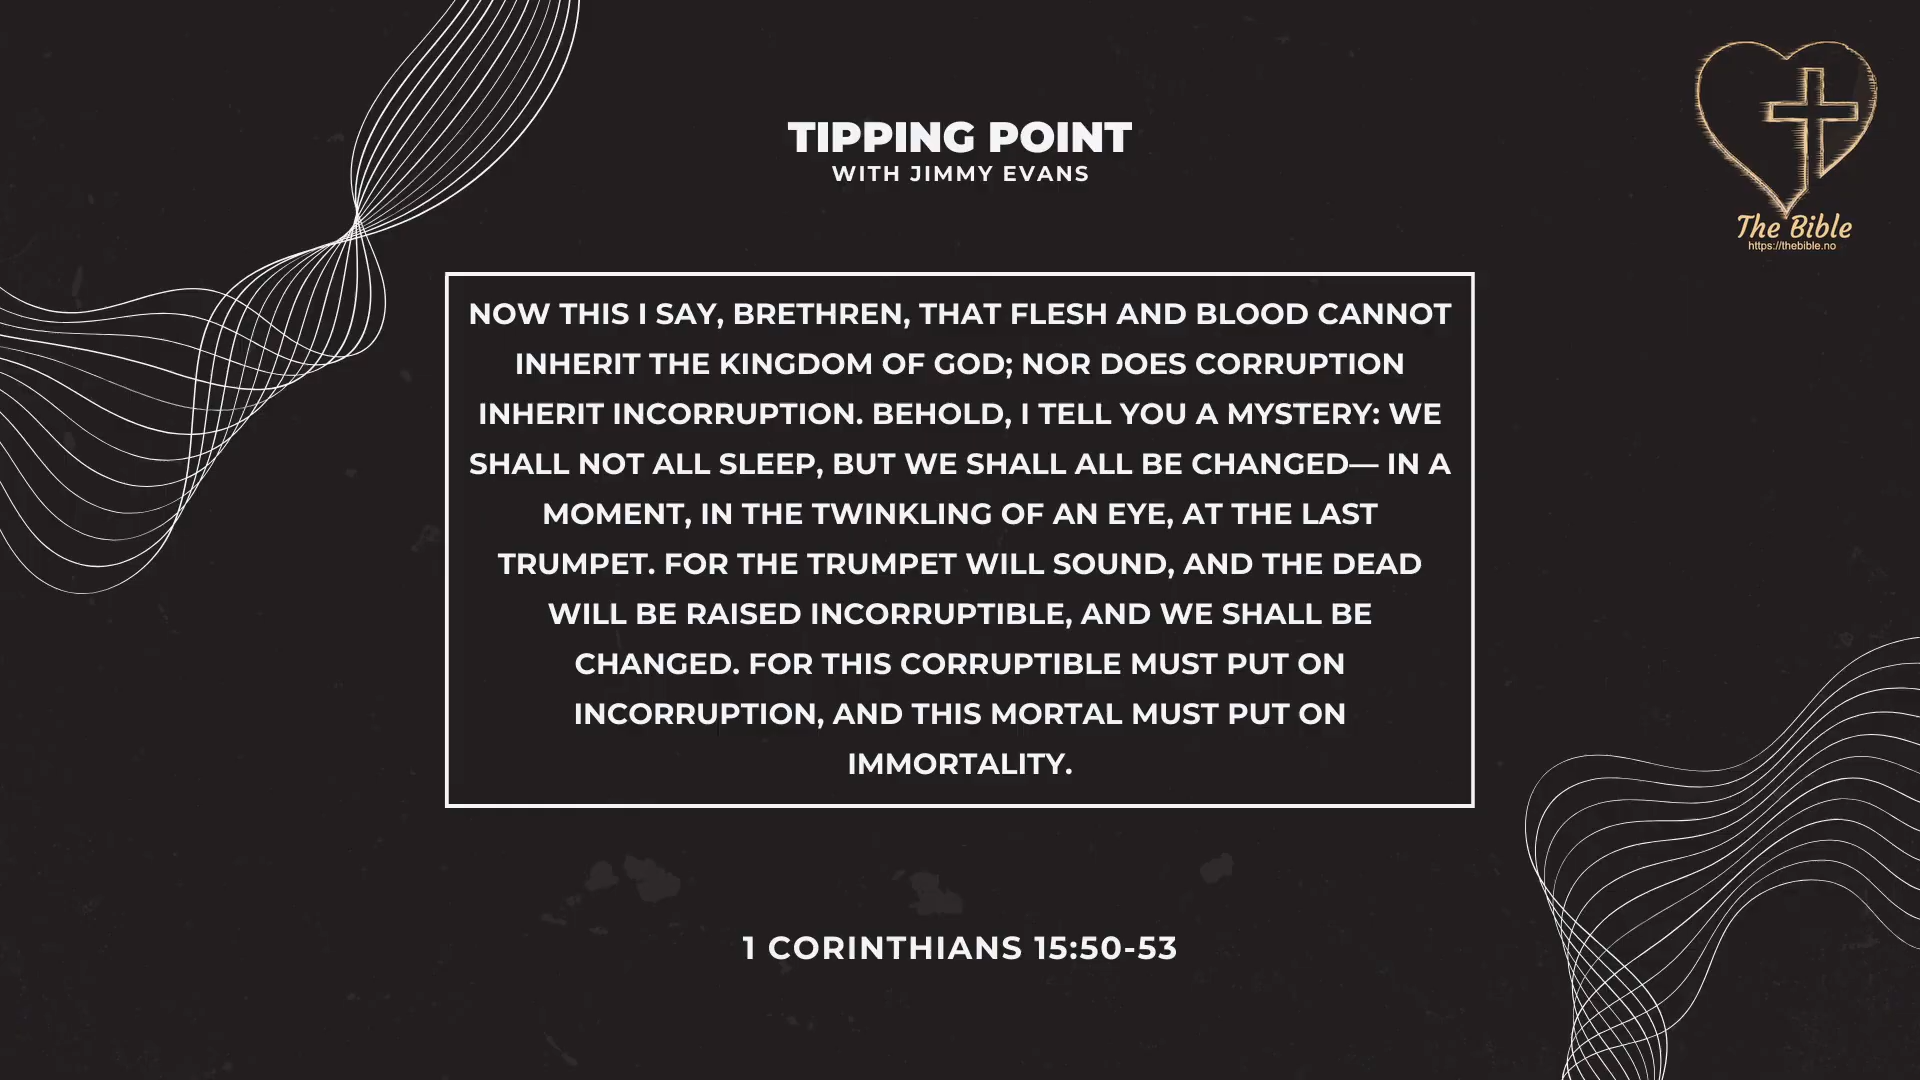 TIPPING POINT
WITH JIMMY EVANS
The Bible
https://thebible.no
NOW THIS I SAY, BRETHREN, THAT FLESH AND BLOOD CANNOT
INHERIT THE KINGDOM OF GOD; NOR DOES CORRUPTION
INHERIT INCORRUPTION. BEHOLD, I TELL YOU A MYSTERY: WE
SHALL NOT ALL SLEEP, BUT WE SHALL ALL BE CHANGED— IN A
MOMENT, IN THE TWINKLING OF AN EYE, AT THE LAST
TRUMPET. FOR THE TRUMPET WILL SOUND, AND THE DEAD
WILL BE RAISED INCORRUPTIBLE, AND WE SHALL BE
CHANGED. FOR THIS CORRUPTIBLE MUST PUT ON
INCORRUPTION, AND THIS MORTAL MUST PUT ON
IMMORTALITY.
1 CORINTHIANS 15:50-53